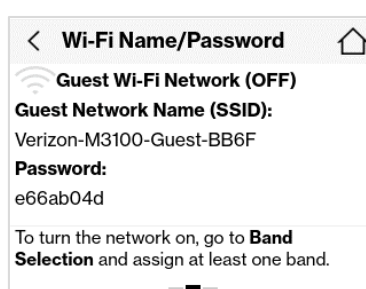 Wi-Fi Name/Password
Guest Wi-Fi Network (OFF)
Guest Network Name (SSID):
Verizon-M3100-Guest-BB6F
Password:
e66ab04d
To turn the network on, go to Band
Selection and assign at least one band.